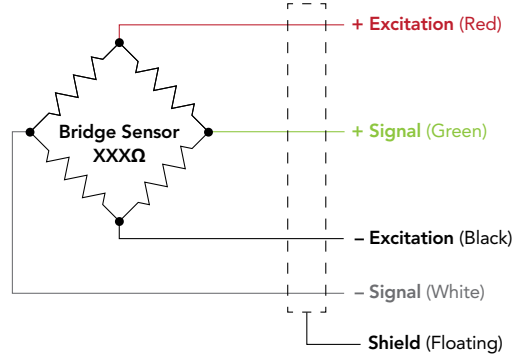 + Excitation (Red)
Bridge Sensor
XXXΩ
+ Signal (Green)
– Excitation (Black)
– Signal (White)
Shield (Floating)